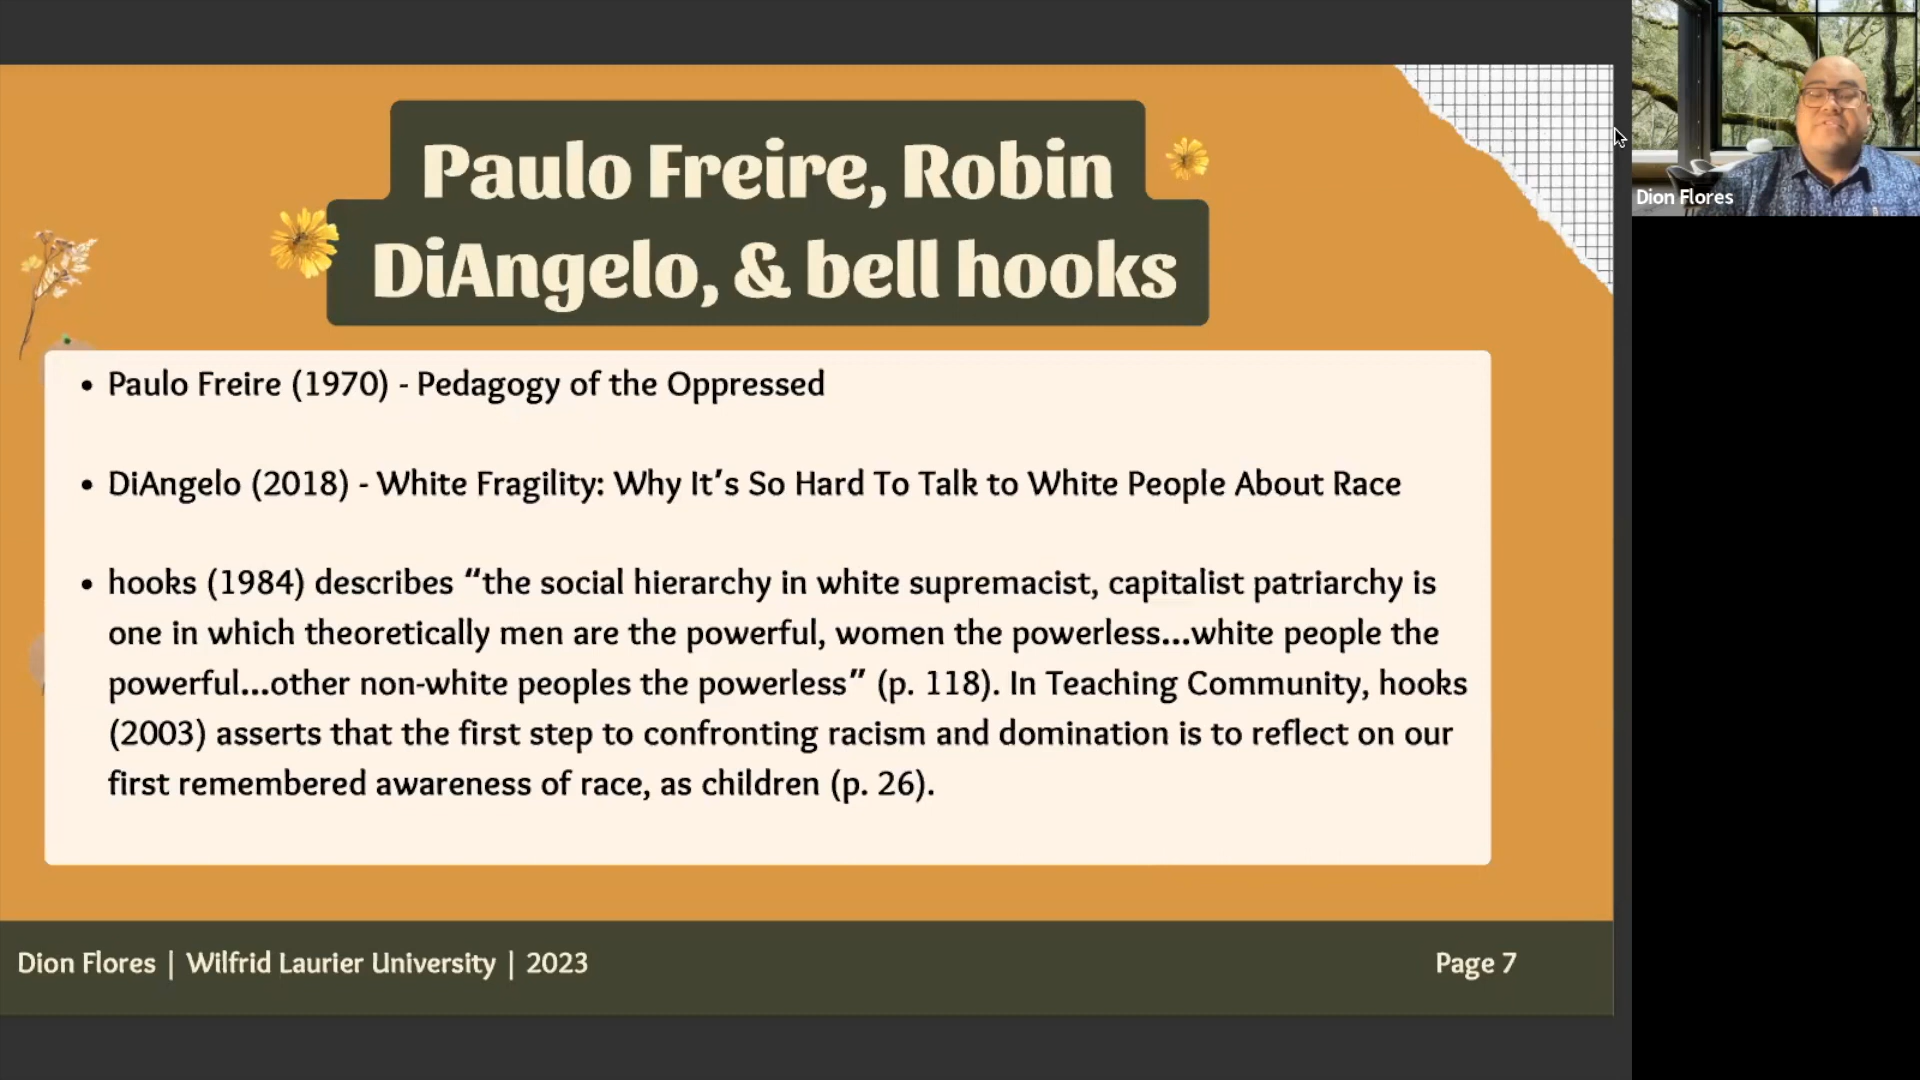 Paulo Freire, Robin
DiAngelo, & bell hooks
• Paulo Freire (1970) - Pedagogy of the Oppressed
• DiAngelo (2018) - White Fragility: Why It's So Hard To Talk to White People About Race
• hooks (1984) describes “the social hierarchy in white supremacist, capitalist patriarchy is
one in which theoretically men are the powerful, women the powerless...white people the
powerful...other non-white peoples the powerless” (p. 118). In Teaching Community, hooks
(2003) asserts that the first step to confronting racism and domination is to reflect on our
first remembered awareness of race, as children (p. 26).
Dion Flores | Wilfrid Laurier University | 2023
Page 7
Dion Flores